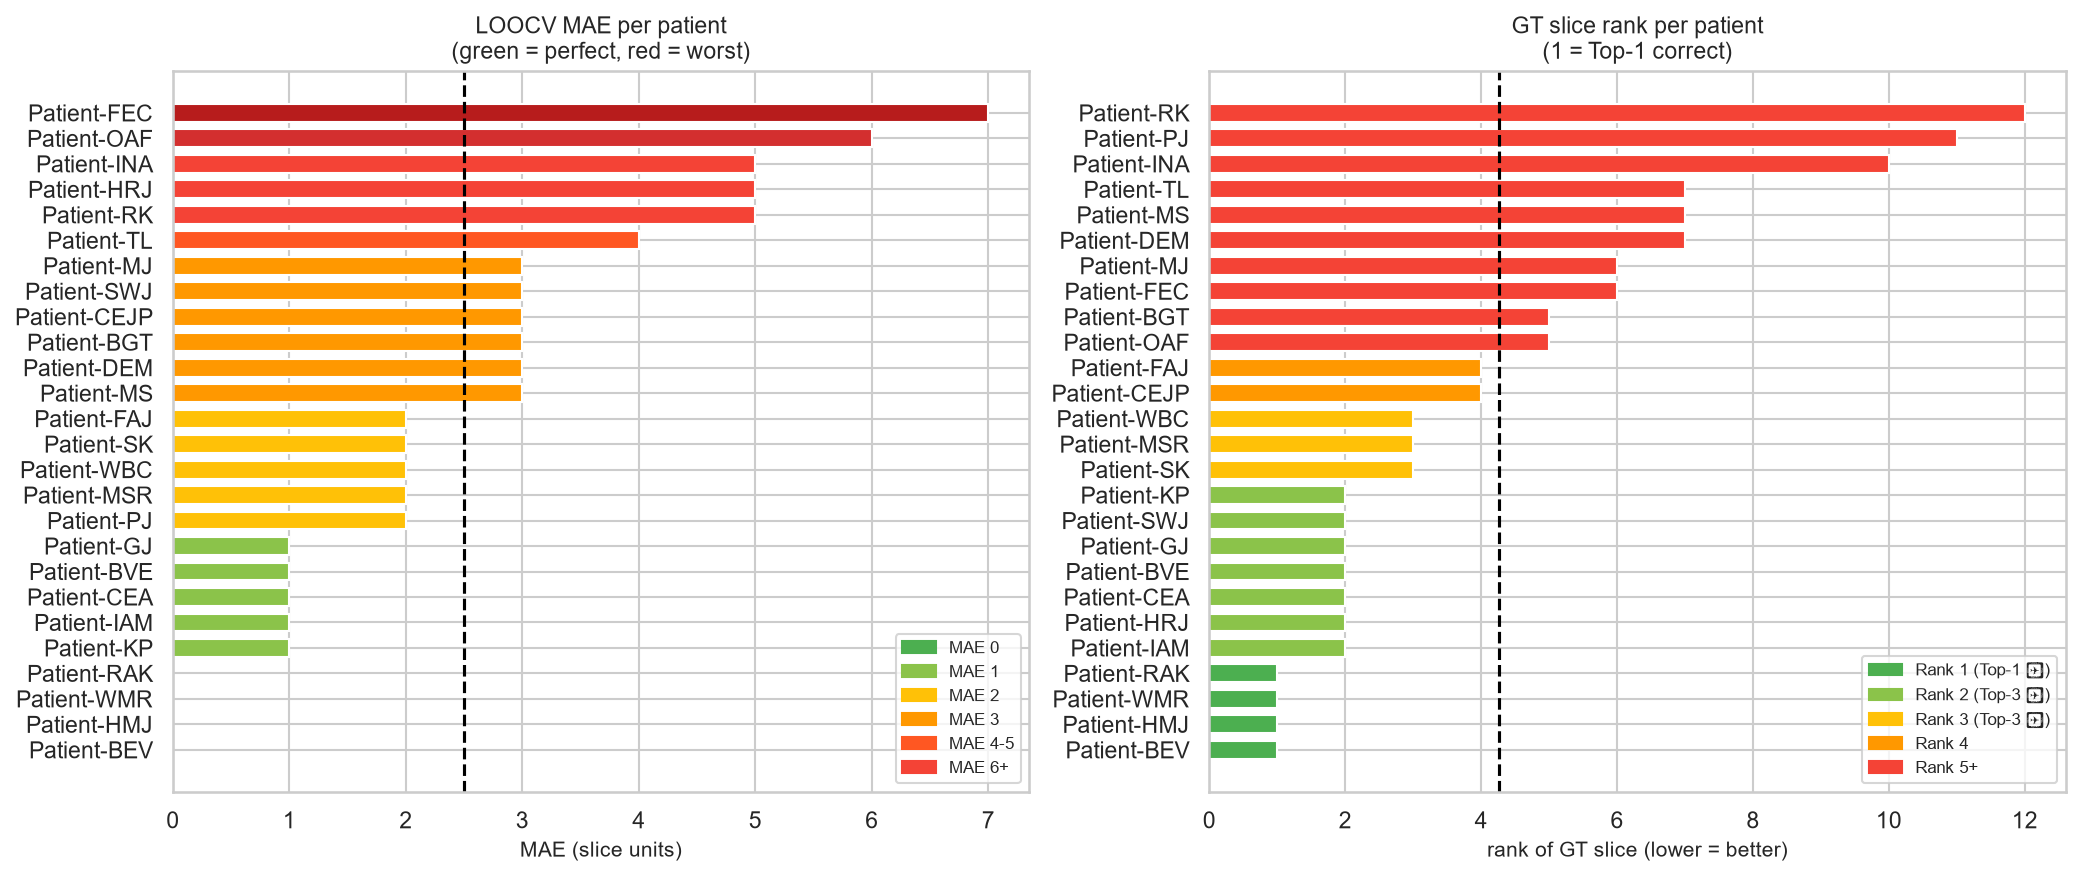 LOOCV MAE per patient
(green = perfect, red = worst)
Patient-FEC
Patient-OAF
Patient-INA
Patient-HRJ
Patient-RK
Patient-TL
Patient-MJ
Patient-SWJ
Patient-CEJP
Patient-BGT
Patient-DEM
Patient-MS
Patient-FAJ
Patient-SK
Patient-WBC
Patient-MSR
Patient-PJ
Patient-GJ
Patient-BVE
Patient-CEA
Patient-IAM
Patient-KP
Patient-RAK
Patient-WMR
Patient-HMJ
Patient-BEV
MAE 0
MAE 1
MAE 2
MAE 3
MAE 4-5
MAE 6+
0 1 2 3 4 5 6 7
MAE (slice units)
GT slice rank per patient
(1 = Top-1 correct)
Patient-RK
Patient-PJ
Patient-INA
Patient-TL
Patient-MS
Patient-DEM
Patient-MJ
Patient-FEC
Patient-BGT
Patient-OAF
Patient-FAJ
Patient-CEJP
Patient-WBC
Patient-MSR
Patient-SK
Patient-KP
Patient-SWJ
Patient-GJ
Patient-BVE
Patient-CEA
Patient-HRJ
Patient-IAM
Patient-RAK
Patient-WMR
Patient-HMJ
Patient-BEV
Rank 1 (Top-1 )
Rank 2 (Top-3 )
Rank 3 (Top-3 )
Rank 4
Rank 5+
0 2 4 6 8 10 12
rank of GT slice (lower = better)